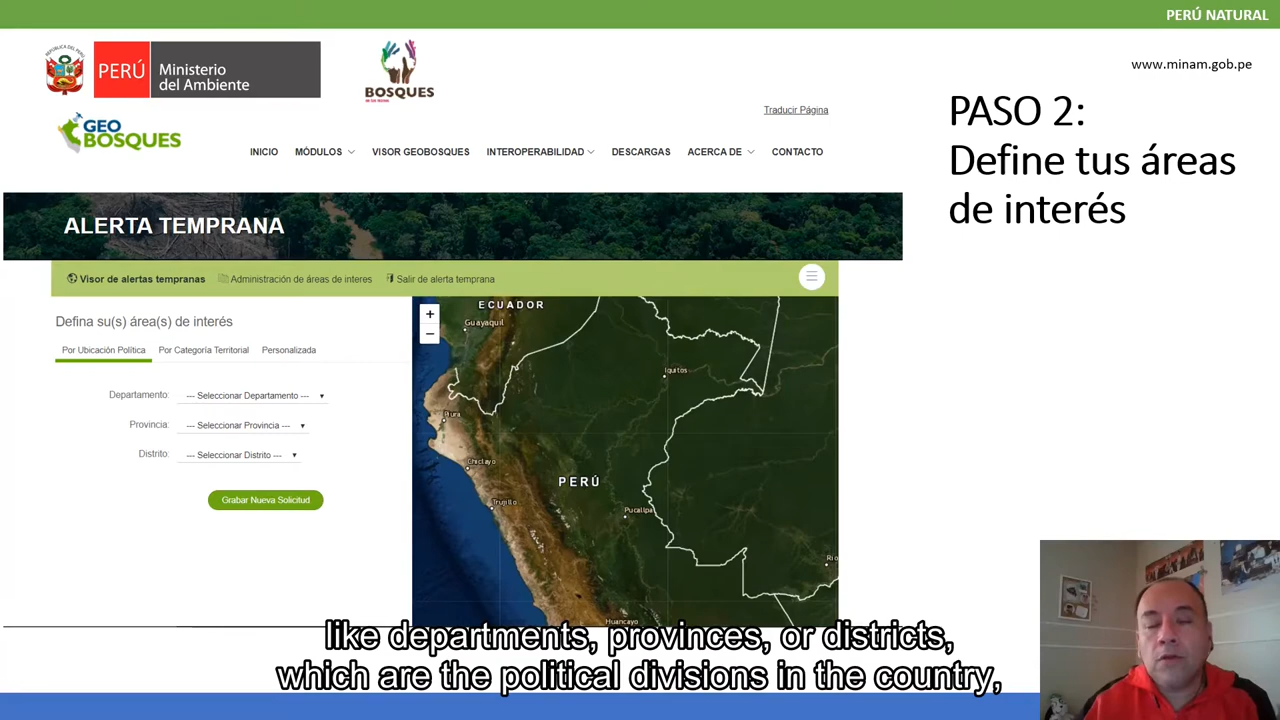 PERÚ NATURAL
REPÚBLICA DEL PERÚ
PERÚ
Ministerio
del Ambiente
BOSQUES
www.minam.gob.pe
GEO
BOSQUES
Traducir Página
INICIO MÓDULOS VISOR GEOBOSQUES INTEROPERABILIDAD DESCARGAS ACERCA DE CONTACTO
PASO 2:
Define tus áreas
de interés
ALERTA TEMPRANA
Visor de alertas tempranas Administración de áreas de interes Salir de alerta temprana
Defina su(s) área(s) de interés
Por Ubicación Política Por Categoría Territorial Personalizada
Departamento: --- Seleccionar Departamento ---
Provincia: --- Seleccionar Provincia ---
Distrito: --- Seleccionar Distrito ---
Grabar Nueva Solicitud
+
−
ECUADOR
Guayaquil
Iquitos
Piura
Chiclayo
PERÚ
Trujillo
Pucallpa
Rio
Huancayo
like departments, provinces, or districts,
which are the political divisions in the country,